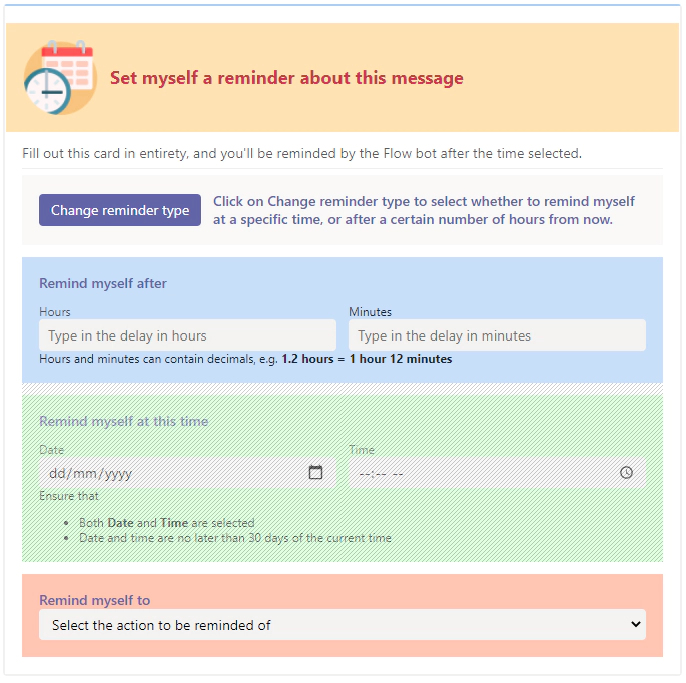 Set myself a reminder about this message
Fill out this card in entirety, and you'll be reminded by the Flow bot after the time selected.
Change reminder type
Click on Change reminder type to select whether to remind myself
at a specific time, or after a certain number of hours from now.
Remind myself after
Hours
Minutes
Type in the delay in hours
Type in the delay in minutes
Hours and minutes can contain decimals, e.g. 1.2 hours = 1 hour 12 minutes
Remind myself at this time
Date
Time
dd/mm/yyyy
--:-- --
Ensure that
• Both Date and Time are selected
• Date and time are no later than 30 days of the current time
Remind myself to
Select the action to be reminded of